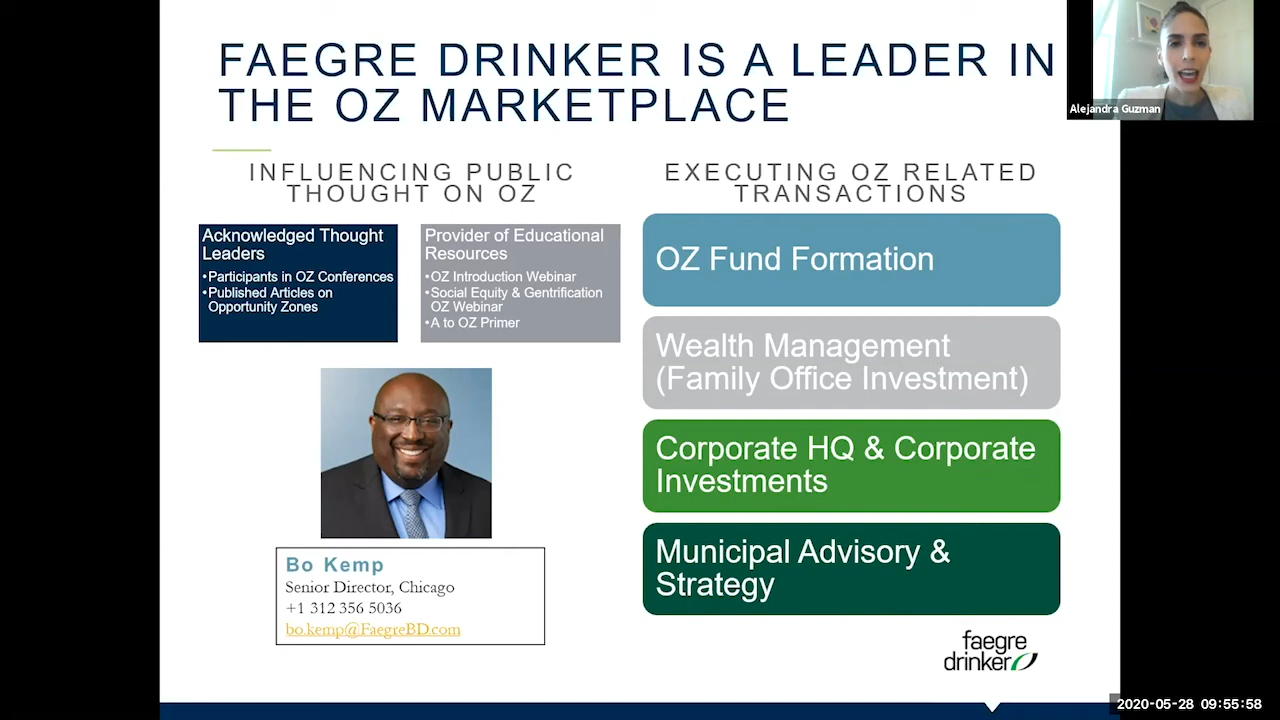 FAEGRE DRINKER IS A LEADER IN
THE OZ MARKETPLACE
Alejandra Guzman
INFLUENCING PUBLIC
THOUGHT ON OZ
Acknowledged Thought
Leaders
•Participants in OZ Conferences
•Published Articles on
Opportunity Zones
Provider of Educational
Resources
•OZ Introduction Webinar
•Social Equity & Gentrification
OZ Webinar
•A to OZ Primer
Bo Kemp
Senior Director, Chicago
+1 312 356 5036
bo.kemp@FaegreBD.com
EXECUTING OZ RELATED
TRANSACTIONS
OZ Fund Formation
Wealth Management
(Family Office Investment)
Corporate HQ & Corporate
Investments
Municipal Advisory &
Strategy
faegre
drinker
2020-05-28 09:55:58